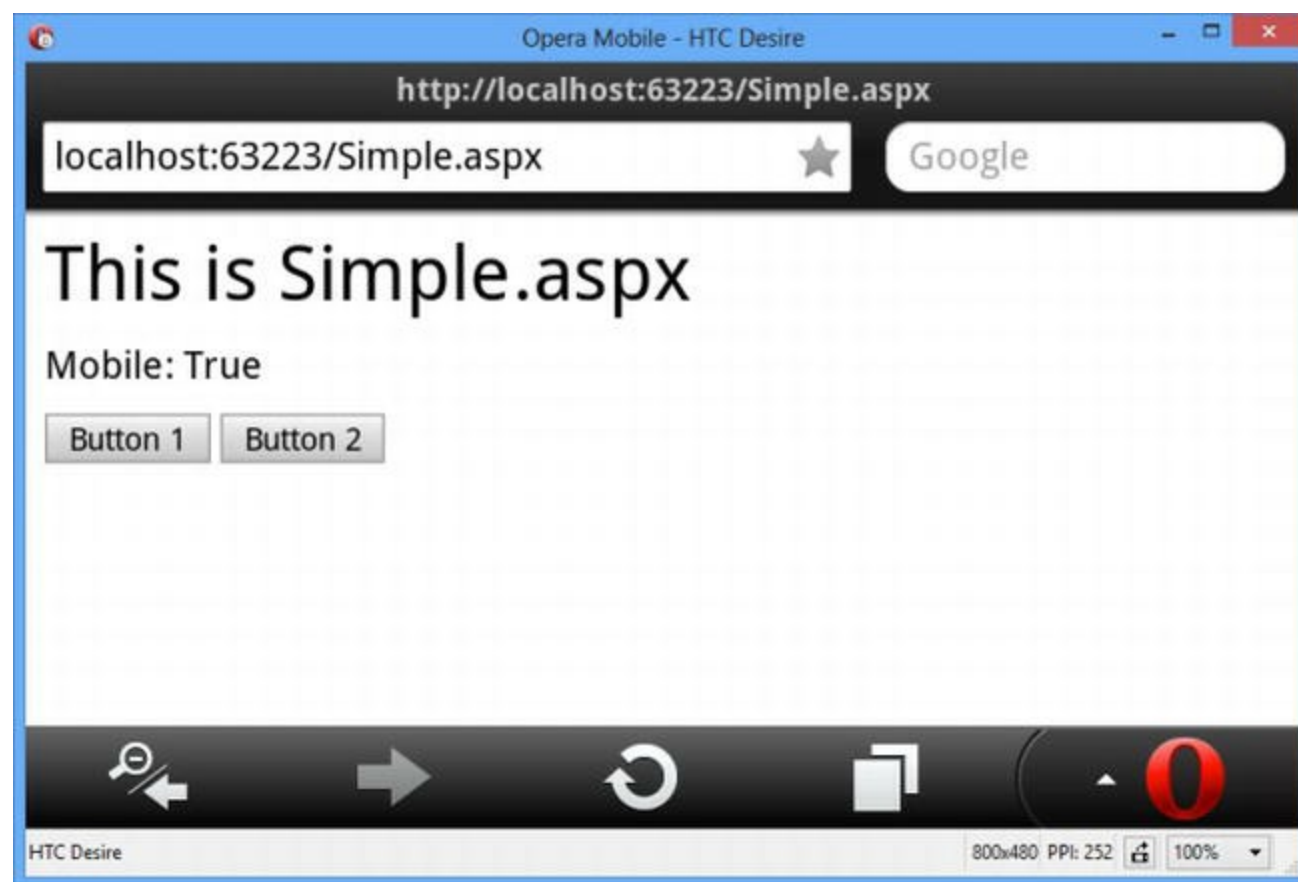 Opera Mobile - HTC Desire
http://localhost:63223/Simple.aspx
localhost:63223/Simple.aspx Google
This is Simple.aspx
Mobile: True
Button 1 Button 2
HTC Desire 800x480 PPI: 252 100%